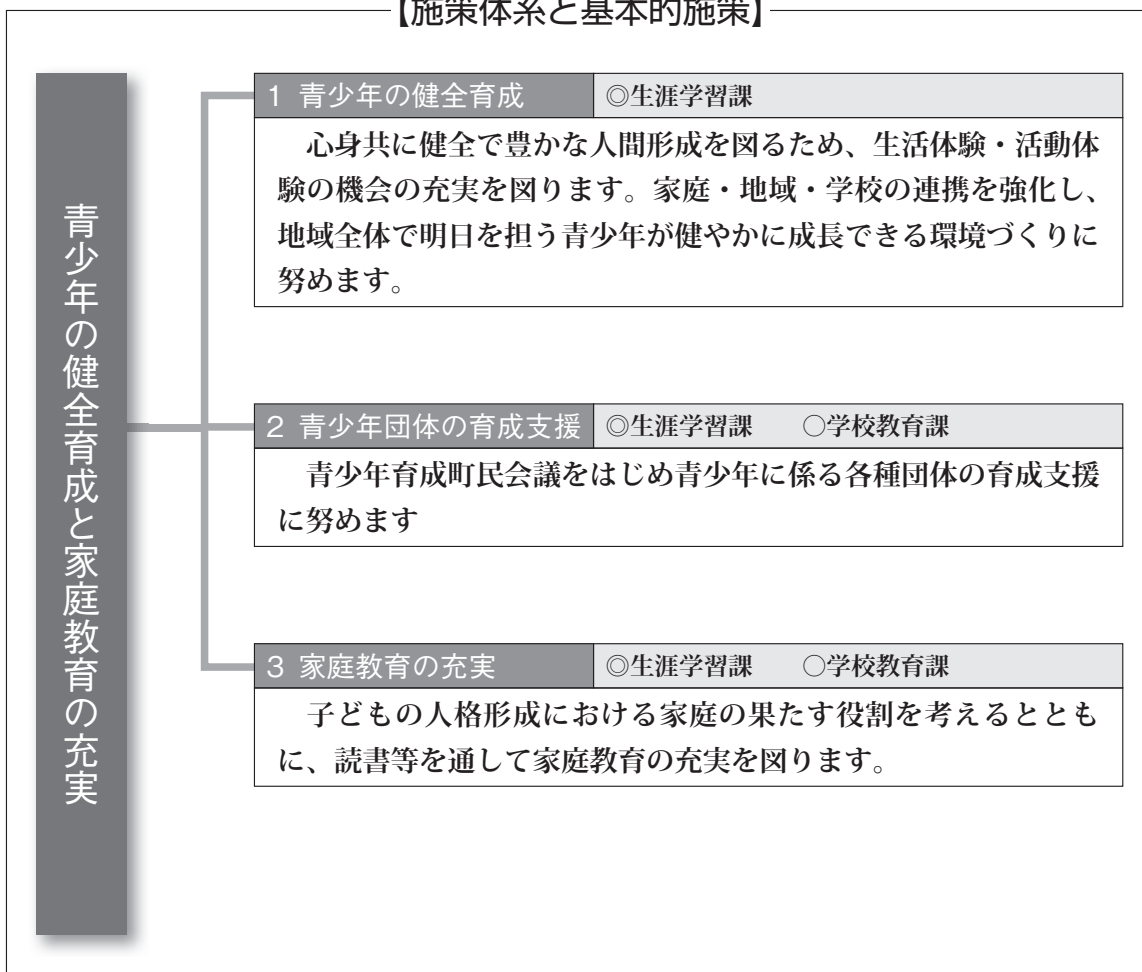 【施策体系と基本的施策】
青少年の健全育成と家庭教育の充実
1 青少年の健全育成 ◎生涯学習課
心身共に健全で豊かな人間形成を図るため、生活体験・活動体
験の機会の充実を図ります。家庭・地域・学校の連携を強化し、
地域全体で明日を担う青少年が健やかに成長できる環境づくりに
努めます。
2 青少年団体の育成支援 ◎生涯学習課 ○学校教育課
青少年育成町民会議をはじめ青少年に係る各種団体の育成支援
に努めます
3 家庭教育の充実 ◎生涯学習課 ○学校教育課
子どもの人格形成における家庭の果たす役割を考えるととも
に、読書等を通して家庭教育の充実を図ります。